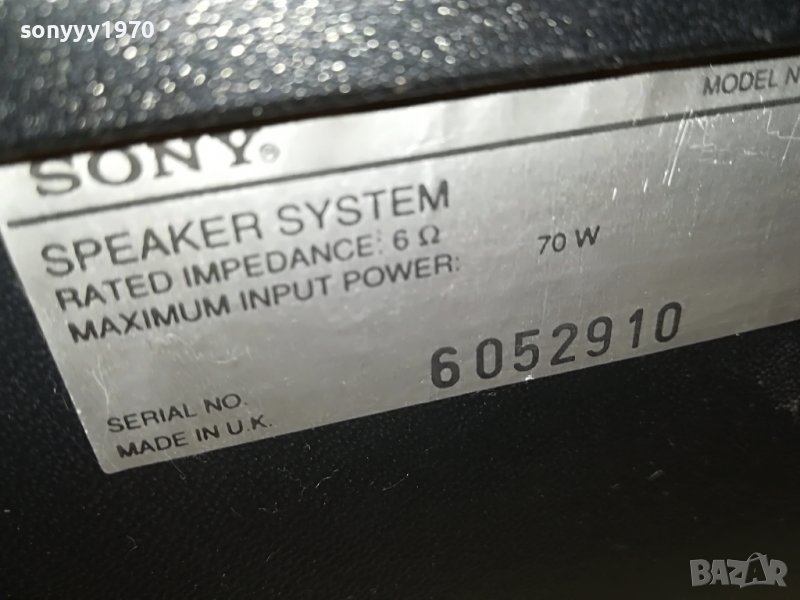 sonyyy1970
MODEL N
SONY®
SPEAKER SYSTEM
RATED IMPEDANCE: 6 Ω
MAXIMUM INPUT POWER: 70 W
SERIAL NO. 6052910
MADE IN U.K.
BAZAR